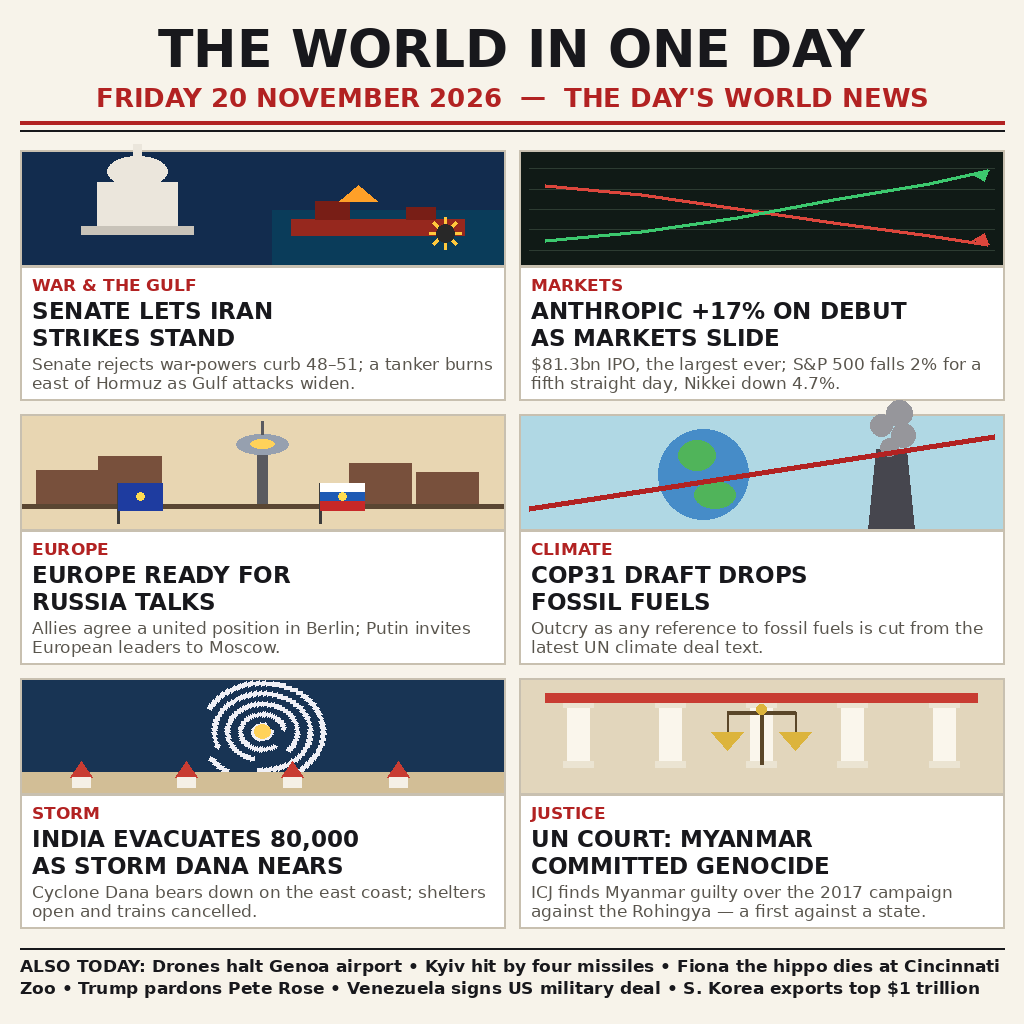 THE WORLD IN ONE DAY
FRIDAY 20 NOVEMBER 2026 — THE DAY'S WORLD NEWS
WAR & THE GULF
SENATE LETS IRAN
STRIKES STAND
Senate rejects war-powers curb 48–51; a tanker burns
east of Hormuz as Gulf attacks widen.
MARKETS
ANTHROPIC +17% ON DEBUT
AS MARKETS SLIDE
$81.3bn IPO, the largest ever; S&P 500 falls 2% for a
fifth straight day, Nikkei down 4.7%.
EUROPE
EUROPE READY FOR
RUSSIA TALKS
Allies agree a united position in Berlin; Putin invites
European leaders to Moscow.
CLIMATE
COP31 DRAFT DROPS
FOSSIL FUELS
Outcry as any reference to fossil fuels is cut from the
latest UN climate deal text.
STORM
INDIA EVACUATES 80,000
AS STORM DANA NEARS
Cyclone Dana bears down on the east coast; shelters
open and trains cancelled.
JUSTICE
UN COURT: MYANMAR
COMMITTED GENOCIDE
ICJ finds Myanmar guilty over the 2017 campaign
against the Rohingya — a first against a state.
ALSO TODAY: Drones halt Genoa airport • Kyiv hit by four missiles • Fiona the hippo dies at Cincinnati
Zoo • Trump pardons Pete Rose • Venezuela signs US military deal • S. Korea exports top $1 trillion